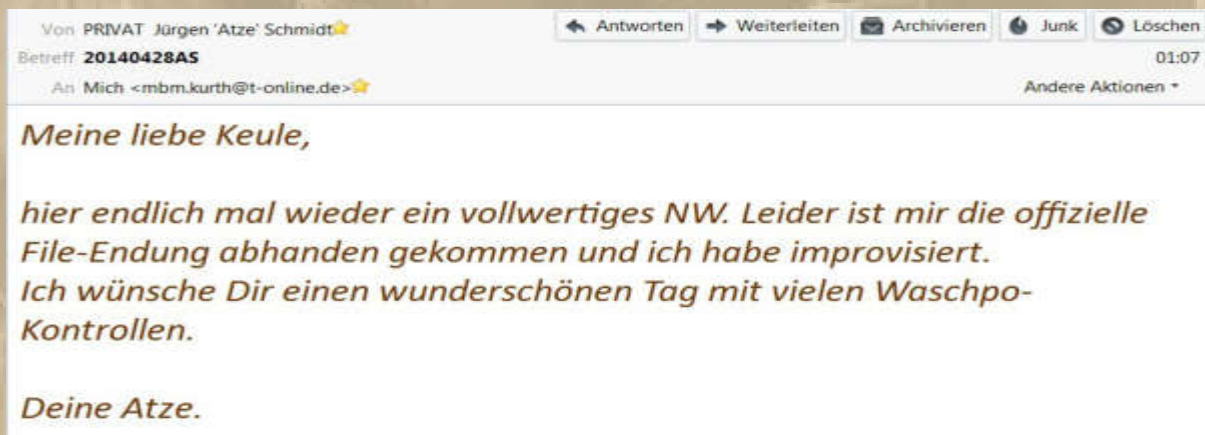 Von PRIVAT Jürgen 'Atze' Schmidt
Antworten Weiterleiten Archivieren Junk Löschen
Betreff 20140428AS 01:07
An Mich <mbm.kurth@t-online.de> Andere Aktionen
Meine liebe Keule,
hier endlich mal wieder ein vollwertiges NW. Leider ist mir die offizielle
File-Endung abhanden gekommen und ich habe improvisiert.
Ich wünsche Dir einen wunderschönen Tag mit vielen Waschpo-
Kontrollen.
Deine Atze.